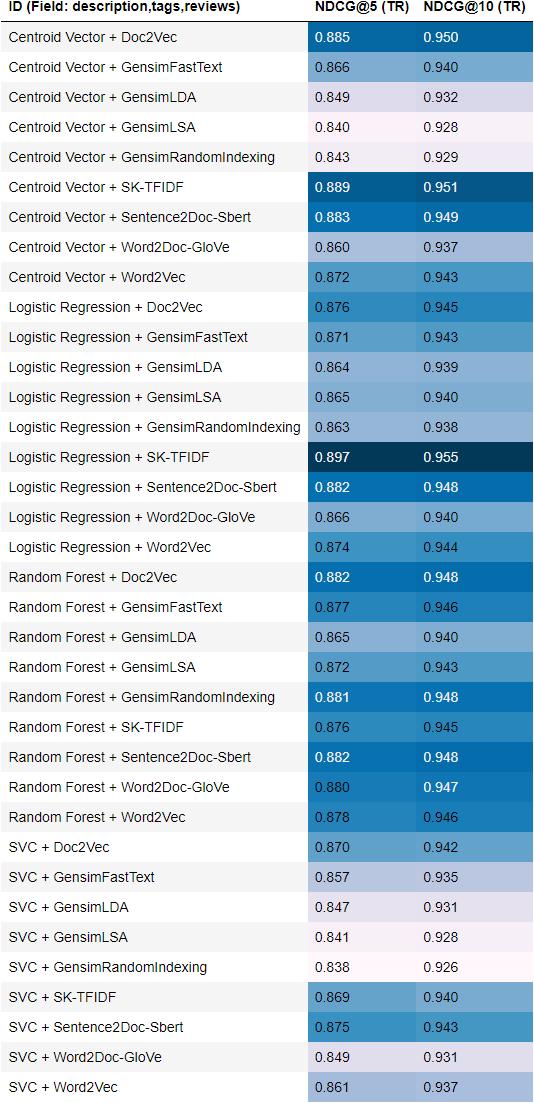 ID (Field: description,tags,reviews) NDCG@5 (TR) NDCG@10 (TR)
Centroid Vector + Doc2Vec 0.885 0.950
Centroid Vector + GensimFastText 0.866 0.940
Centroid Vector + GensimLDA 0.849 0.932
Centroid Vector + GensimLSA 0.840 0.928
Centroid Vector + GensimRandomIndexing 0.843 0.929
Centroid Vector + SK-TFIDF 0.889 0.951
Centroid Vector + Sentence2Doc-Sbert 0.883 0.949
Centroid Vector + Word2Doc-GloVe 0.860 0.937
Centroid Vector + Word2Vec 0.872 0.943
Logistic Regression + Doc2Vec 0.876 0.945
Logistic Regression + GensimFastText 0.871 0.943
Logistic Regression + GensimLDA 0.864 0.939
Logistic Regression + GensimLSA 0.865 0.940
Logistic Regression + GensimRandomIndexing 0.863 0.938
Logistic Regression + SK-TFIDF 0.897 0.955
Logistic Regression + Sentence2Doc-Sbert 0.882 0.948
Logistic Regression + Word2Doc-GloVe 0.866 0.940
Logistic Regression + Word2Vec 0.874 0.944
Random Forest + Doc2Vec 0.882 0.948
Random Forest + GensimFastText 0.877 0.946
Random Forest + GensimLDA 0.865 0.940
Random Forest + GensimLSA 0.872 0.943
Random Forest + GensimRandomIndexing 0.881 0.948
Random Forest + SK-TFIDF 0.876 0.945
Random Forest + Sentence2Doc-Sbert 0.882 0.948
Random Forest + Word2Doc-GloVe 0.880 0.947
Random Forest + Word2Vec 0.878 0.946
SVC + Doc2Vec 0.870 0.942
SVC + GensimFastText 0.857 0.935
SVC + GensimLDA 0.847 0.931
SVC + GensimLSA 0.841 0.928
SVC + GensimRandomIndexing 0.838 0.926
SVC + SK-TFIDF 0.869 0.940
SVC + Sentence2Doc-Sbert 0.875 0.943
SVC + Word2Doc-GloVe 0.849 0.931
SVC + Word2Vec 0.861 0.937